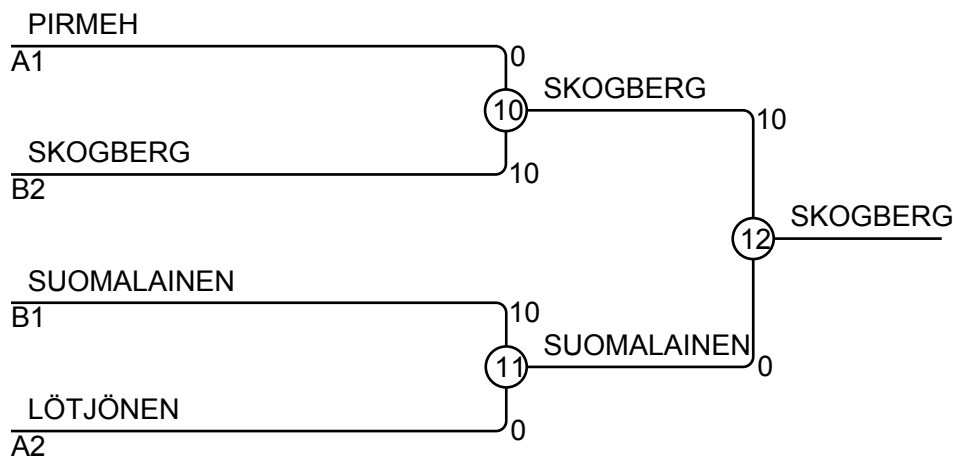 PIRMEH
A1
0
10
SKOGBERG
10
SKOGBERG
B2
10
12
SKOGBERG
SUOMALAINEN
B1
10
11
SUOMALAINEN
0
LÖTJÖNEN
A2
0